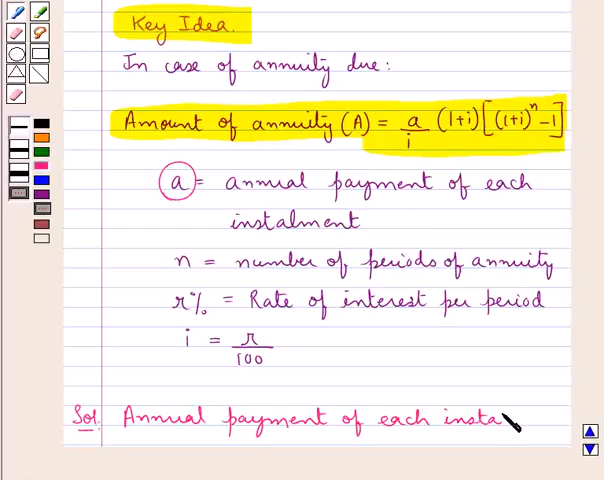 Key Idea.
In case of annuity due:
Amount of annuity (A) = a/i (1+i) [(1+i)^n - 1]
a = annual payment of each
instalment
n = number of periods of annuity
r% = Rate of interest per period
i = r/100
Sol. Annual payment of each insta